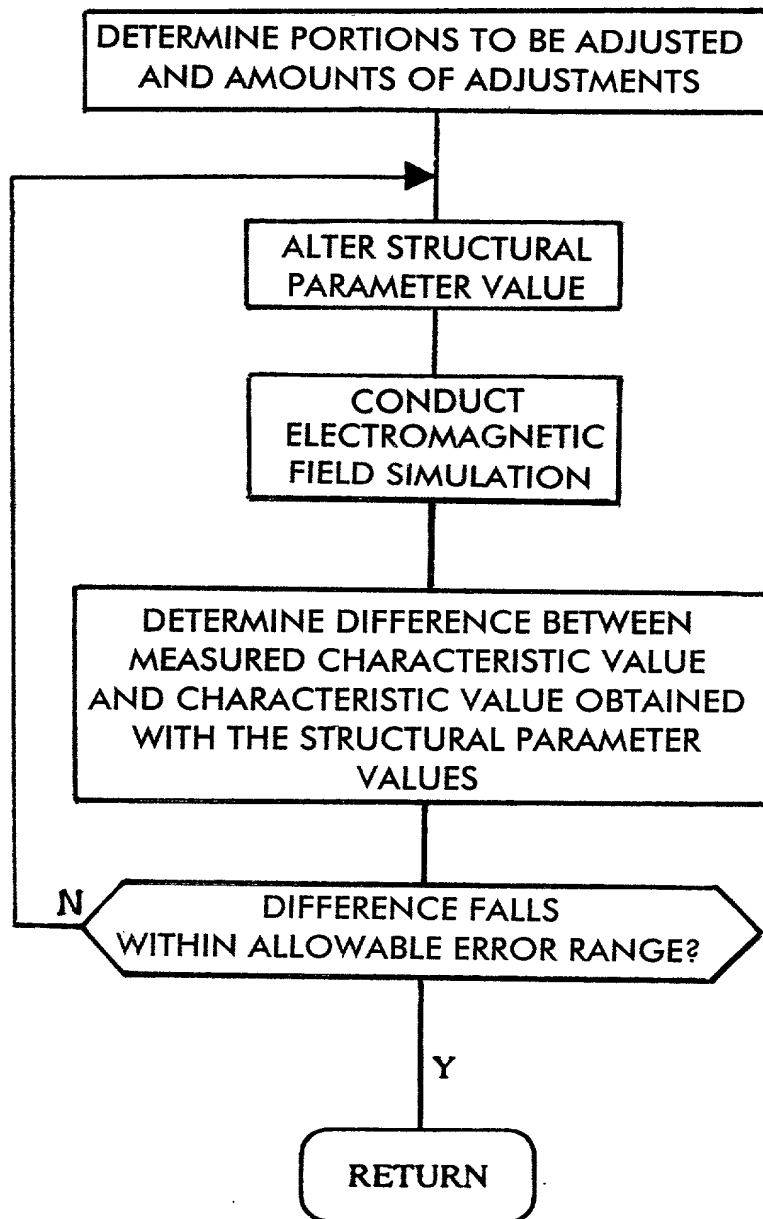 DETERMINE PORTIONS TO BE ADJUSTED
AND AMOUNTS OF ADJUSTMENTS
ALTER STRUCTURAL
PARAMETER VALUE
CONDUCT
ELECTROMAGNETIC
FIELD SIMULATION
DETERMINE DIFFERENCE BETWEEN
MEASURED CHARACTERISTIC VALUE
AND CHARACTERISTIC VALUE OBTAINED
WITH THE STRUCTURAL PARAMETER
VALUES
N
DIFFERENCE FALLS
WITHIN ALLOWABLE ERROR RANGE?
Y
RETURN